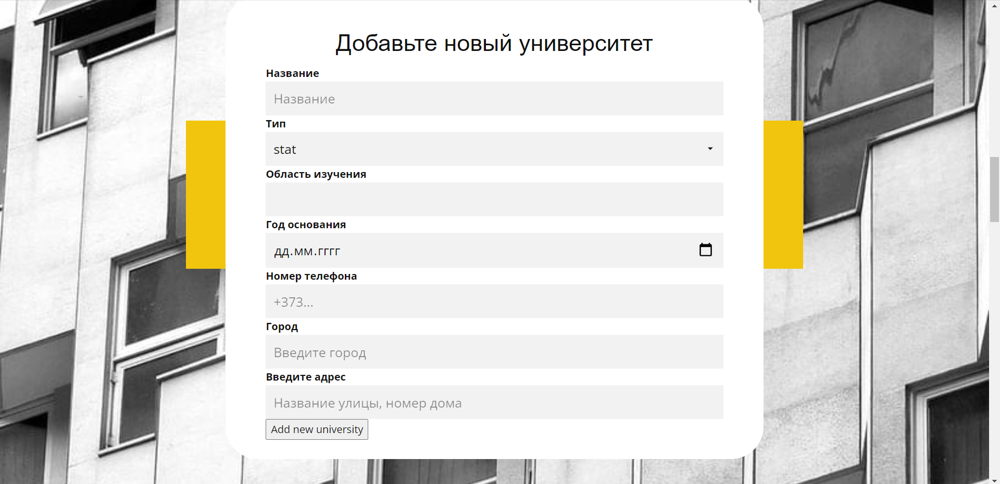 Добавьте новый университет
Название
Название
Тип
stat
Область изучения
Год основания
дд.мм.гггг
Номер телефона
+373...
Город
Введите город
Введите адрес
Название улицы, номер дома
Add new university